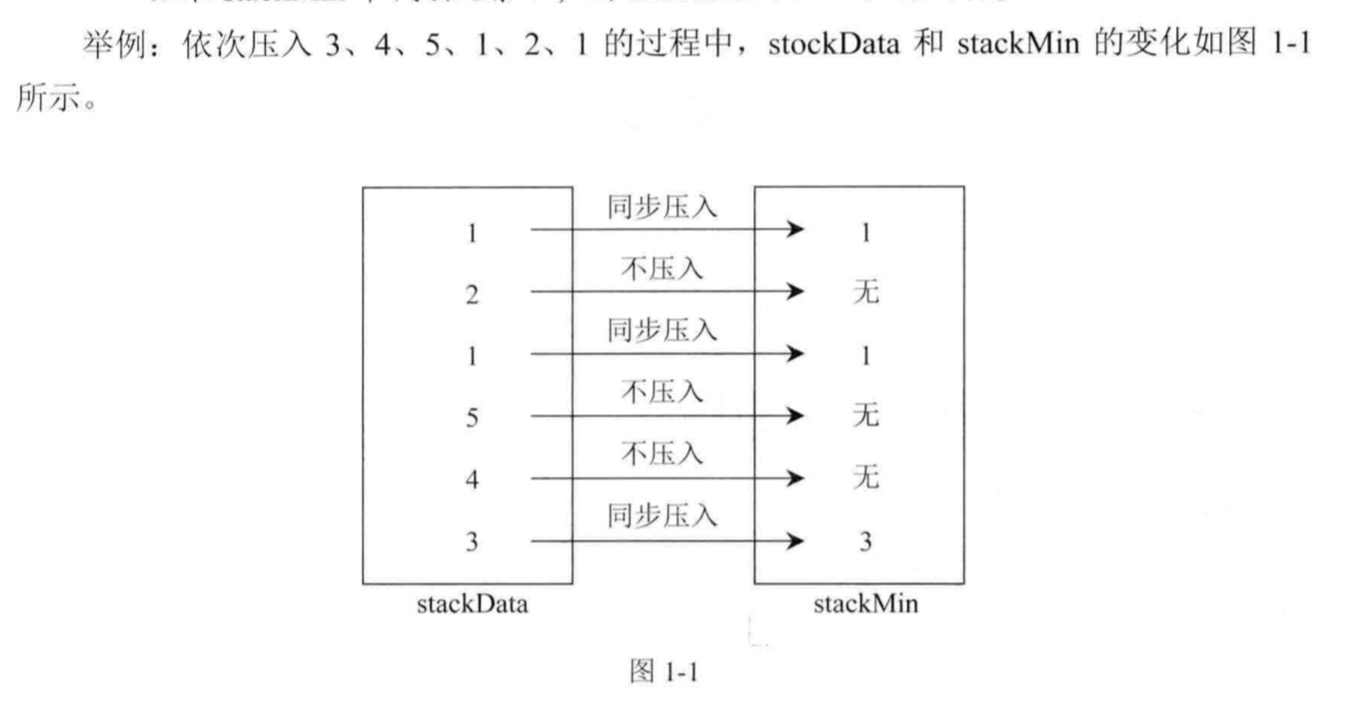 举例：依次压入 3、4、5、1、2、1 的过程中，stockData 和 stackMin 的变化如图 1-1
所示。
同步压入
1 1
不压入
2 无
同步压入
1 1
不压入
5 无
不压入
4 无
同步压入
3 3
stackData stackMin
图 1-1